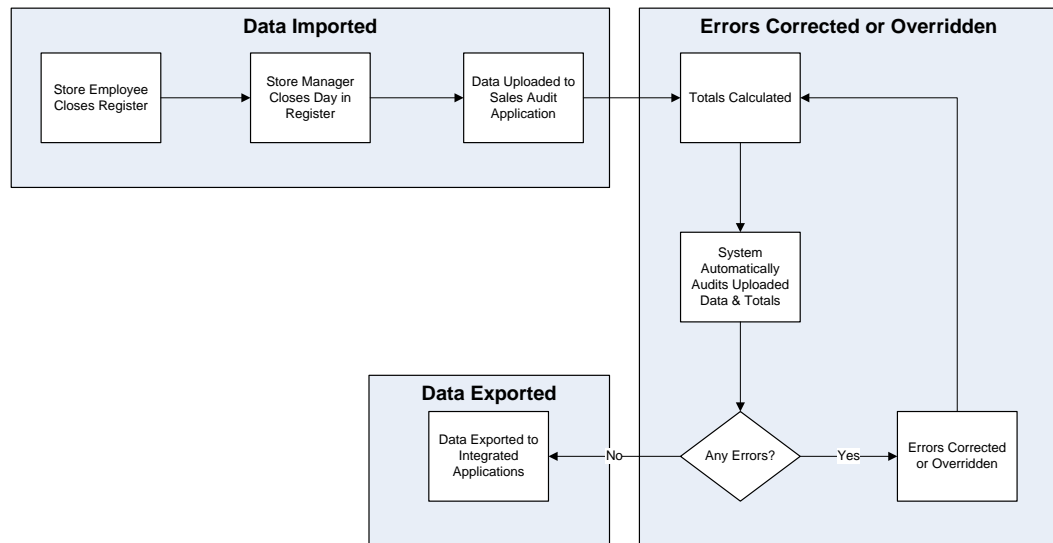 Data Imported
Store Employee
Closes Register
Store Manager
Closes Day in
Register
Data Uploaded to
Sales Audit
Application
Errors Corrected or Overridden
Totals Calculated
System
Automatically
Audits Uploaded
Data & Totals
Any Errors?
Yes
Errors Corrected
or Overridden
No
Data Exported
Data Exported to
Integrated
Applications